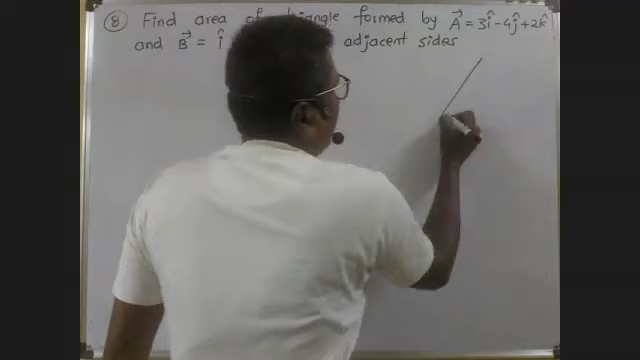 ⑧ Find area of triangle formed by A⃗ = 3î - 4ĵ + 2k̂
and B⃗ = î adjacent sides